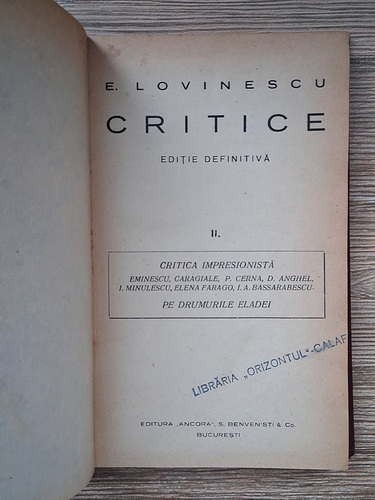 E. LOVINESCU
CRITICE
EDIȚIE DEFINITIVĂ
II.
CRITICA IMPRESIONISTĂ
EMINESCU, CARAGIALE, P. CERNA, D. ANGHEL,
I. MINULESCU, ELENA FARAGO, I. A. BASSARABESCU.
PE DRUMURILE ELADEI
LIBRĂRIA „ORIZONTUL"-CALAF
EDITURA „ANCORA", S. BENVENISTI & Co.
BUCUREȘTI